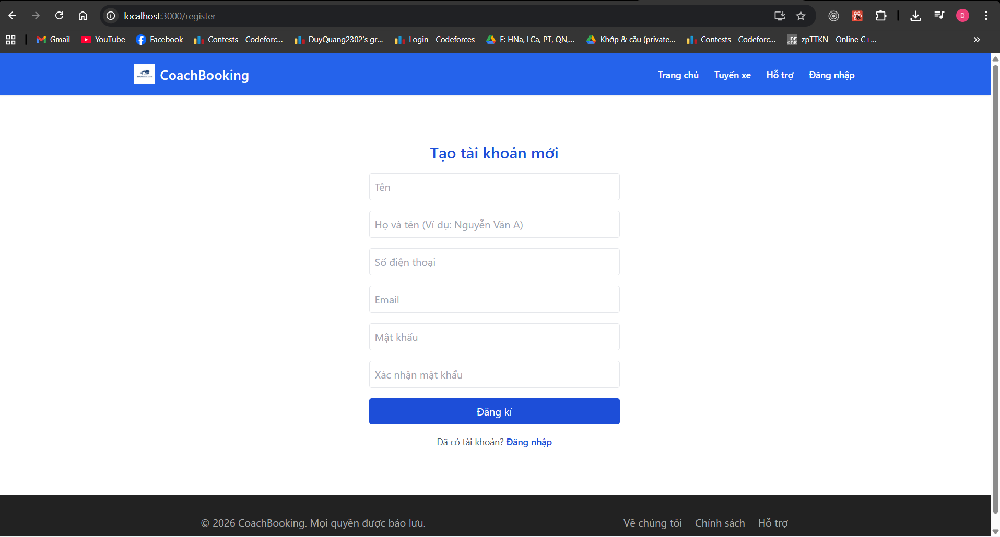 localhost:3000/register
D
Gmail
YouTube
Facebook
Contests - Codeforc...
DuyQuang2302's gr...
Login - Codeforces
E: HNa, LCa, PT, QN,...
Khớp & cầu (private...
Contests - Codeforc...
IDE ONE
zpTTKN - Online C+...
CoachBooking
Trang chủ
Tuyến xe
Hỗ trợ
Đăng nhập
Tạo tài khoản mới
Tên
Họ và tên (Ví dụ: Nguyễn Văn A)
Số điện thoại
Email
Mật khẩu
Xác nhận mật khẩu
Đăng kí
Đã có tài khoản? Đăng nhập
© 2026 CoachBooking. Mọi quyền được bảo lưu.
Về chúng tôi
Chính sách
Hỗ trợ